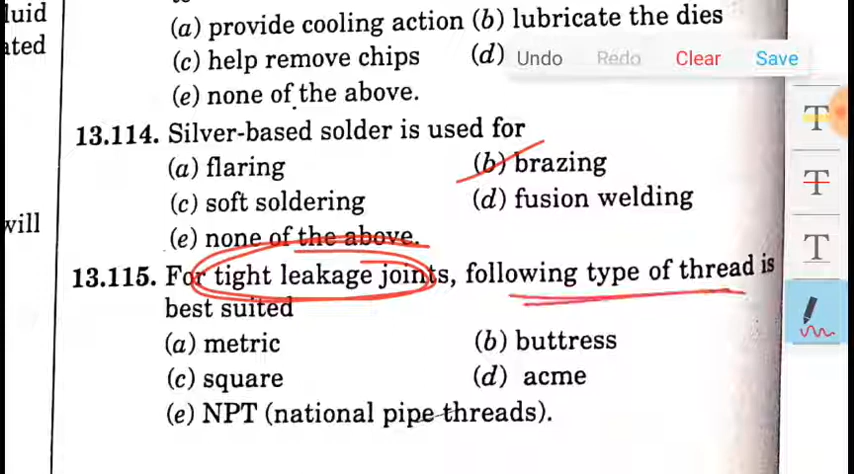 luid
ated
will
(a) provide cooling action (b) lubricate the dies
(c) help remove chips (d)
(e) none of the above.
13.114. Silver-based solder is used for
(a) flaring (b) brazing
(c) soft soldering (d) fusion welding
(e) none of the above.
13.115. For tight leakage joints, following type of thread is
best suited
(a) metric (b) buttress
(c) square (d) acme
(e) NPT (national pipe threads).
Undo Redo Clear Save
T
T
T